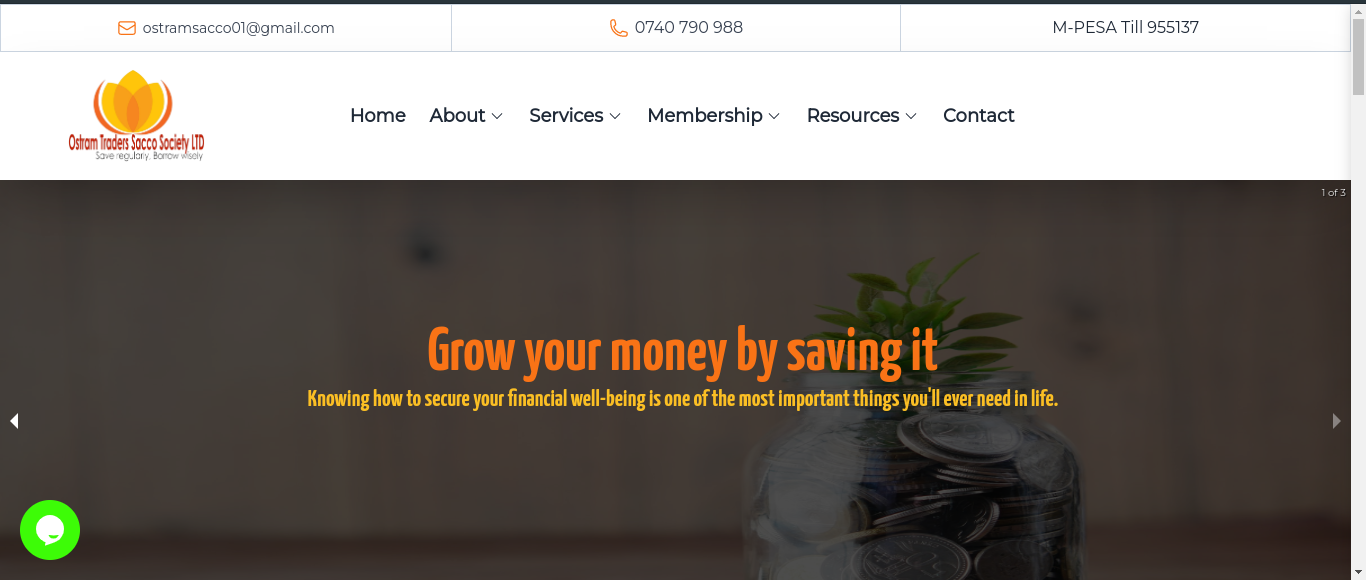 ostramsacco01@gmail.com
0740 790 988
M-PESA Till 955137
Ostram Traders Sacco Society LTD
Save regularly, Borrow wisely
Home
About
Services
Membership
Resources
Contact
1 of 3
Grow your money by saving it
Knowing how to secure your financial well-being is one of the most important things you'll ever need in life.